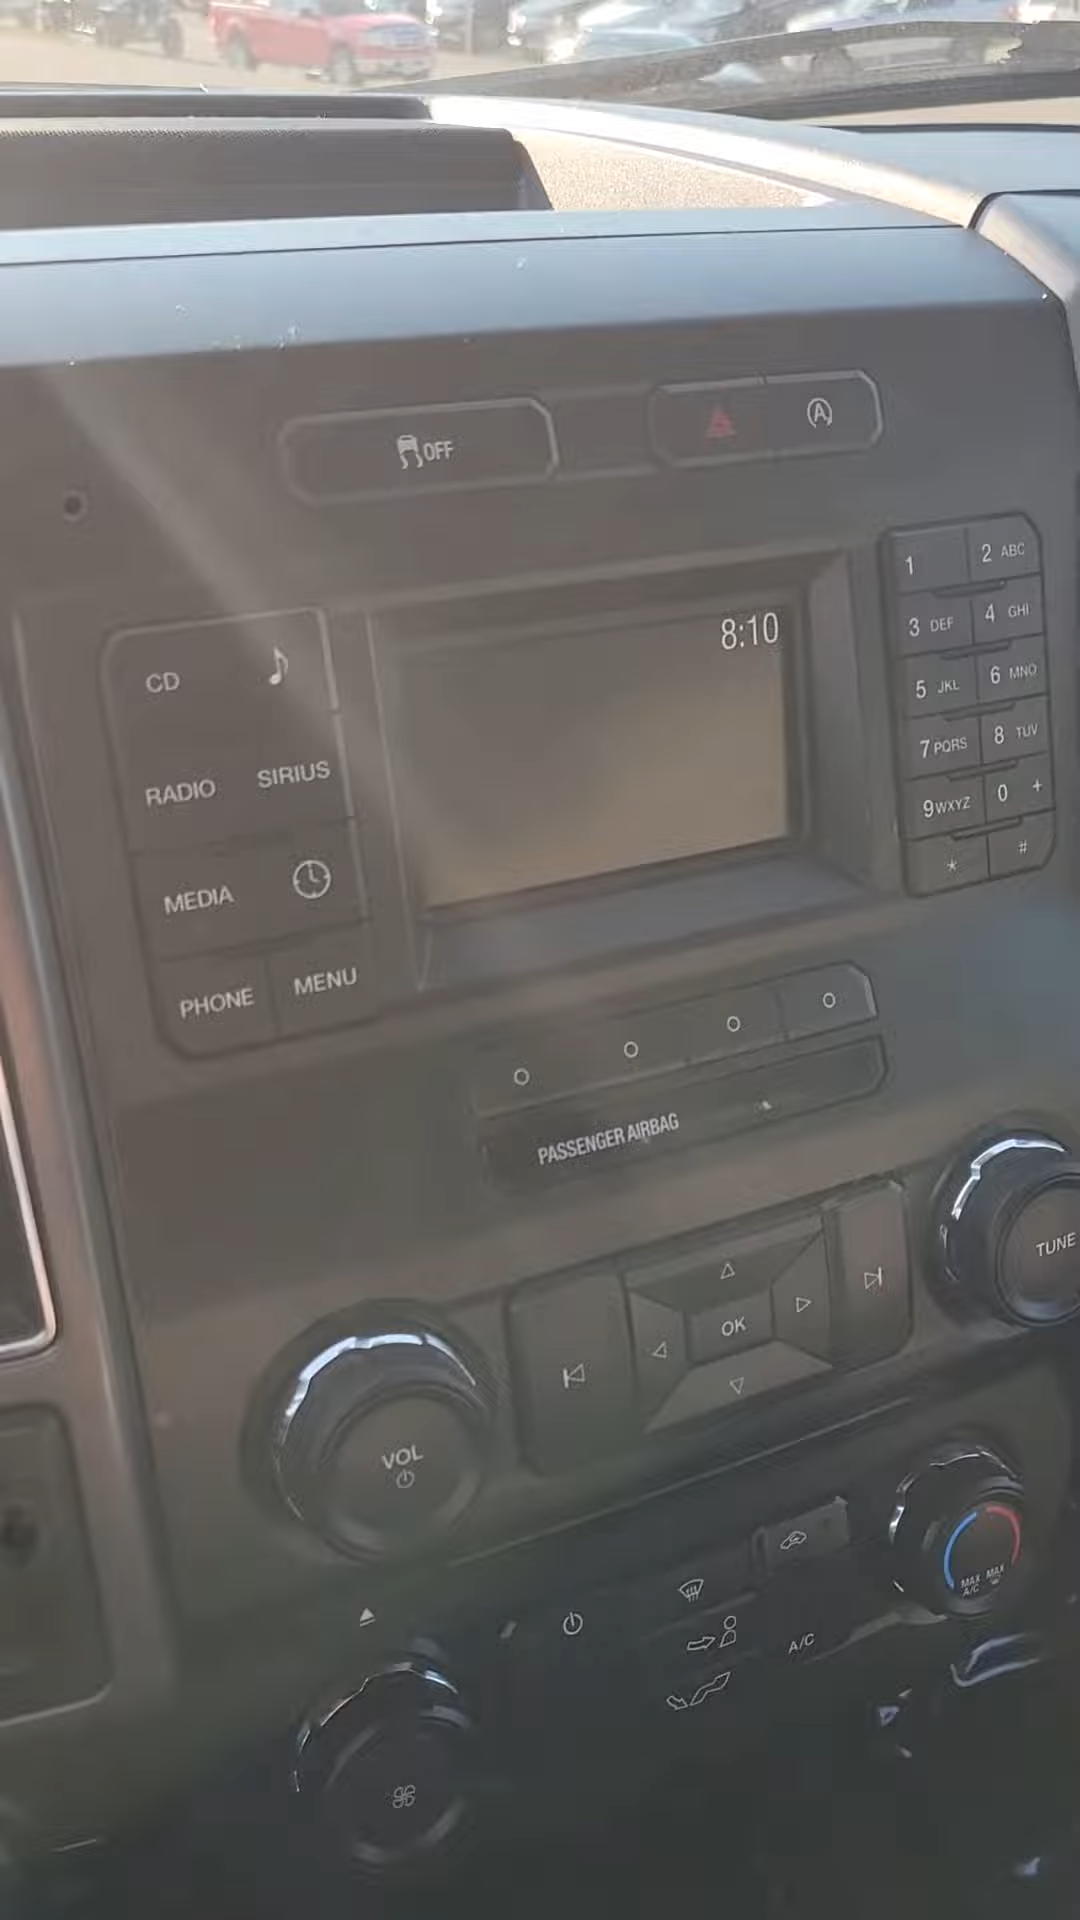 OFF
A
8:10
CD
RADIO SIRIUS
MEDIA
PHONE MENU
1 2 ABC
3 DEF 4 GHI
5 JKL 6 MNO
7 PQRS 8 TUV
9 WXYZ 0 +
* #
PASSENGER AIRBAG
TUNE
OK
VOL
MAX MAX
A/C
A/C